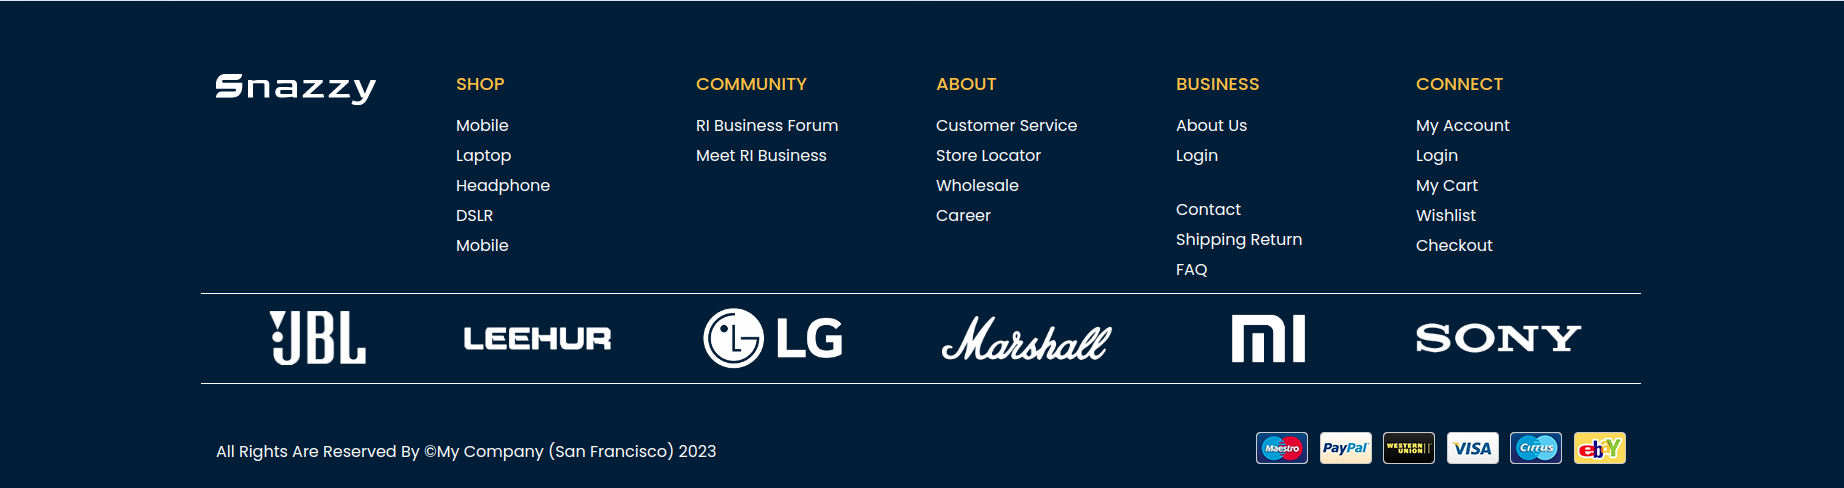 Snazzy
SHOP
Mobile
Laptop
Headphone
DSLR
Mobile
COMMUNITY
RI Business Forum
Meet RI Business
ABOUT
Customer Service
Store Locator
Wholesale
Career
BUSINESS
About Us
Login
Contact
Shipping Return
FAQ
CONNECT
My Account
Login
My Cart
Wishlist
Checkout
JBL
LEEHUR
LG LG
Marshall
MI
SONY
All Rights Are Reserved By ©My Company (San Francisco) 2023
Maestro
PayPal
WESTERN
UNION
VISA
Cirrus
ebY